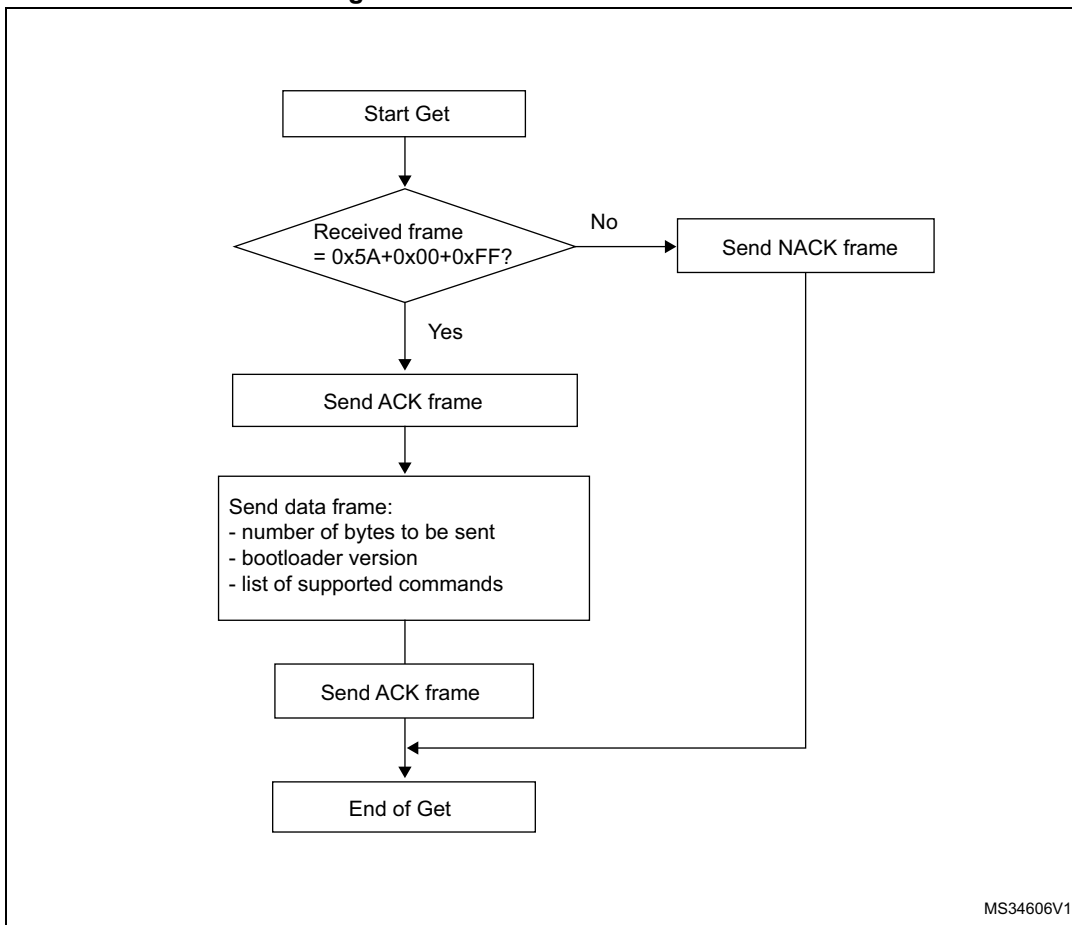 Start Get
Received frame
= 0x5A+0x00+0xFF?
No
Send NACK frame
Yes
Send ACK frame
Send data frame:
- number of bytes to be sent
- bootloader version
- list of supported commands
Send ACK frame
End of Get
MS34606V1